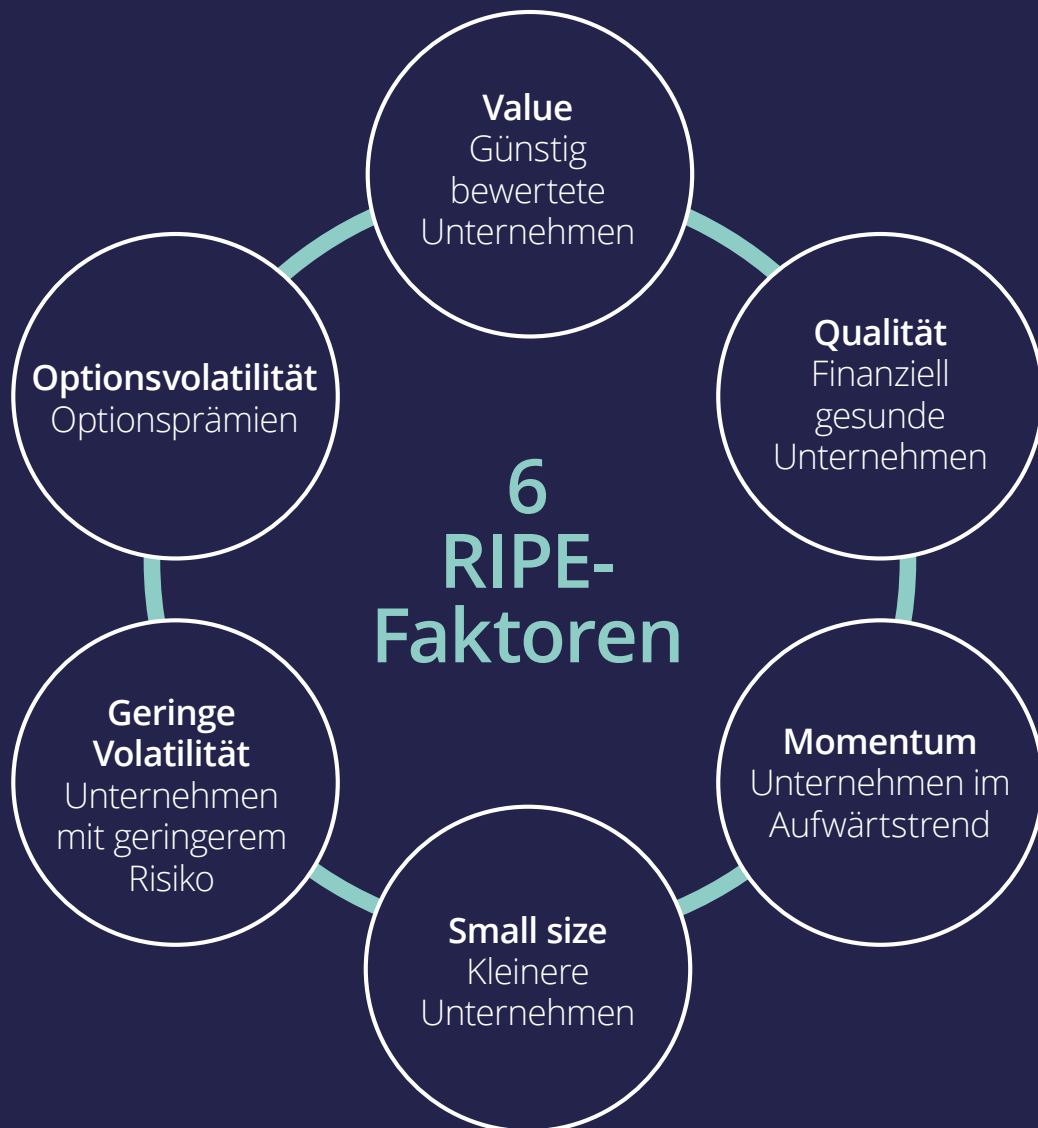 Value
Günstig
bewertete
Unternehmen
Qualität
Finanziell
gesunde
Unternehmen
Optionsvolatilität
Optionsprämien
6
RIPE-
Faktoren
Geringe
Volatilität
Unternehmen
mit geringerem
Risiko
Momentum
Unternehmen im
Aufwärtstrend
Small size
Kleinere
Unternehmen